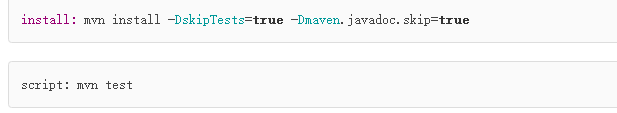 install: mvn install -DskipTests=true -Dmaven.javadoc.skip=true
script: mvn test